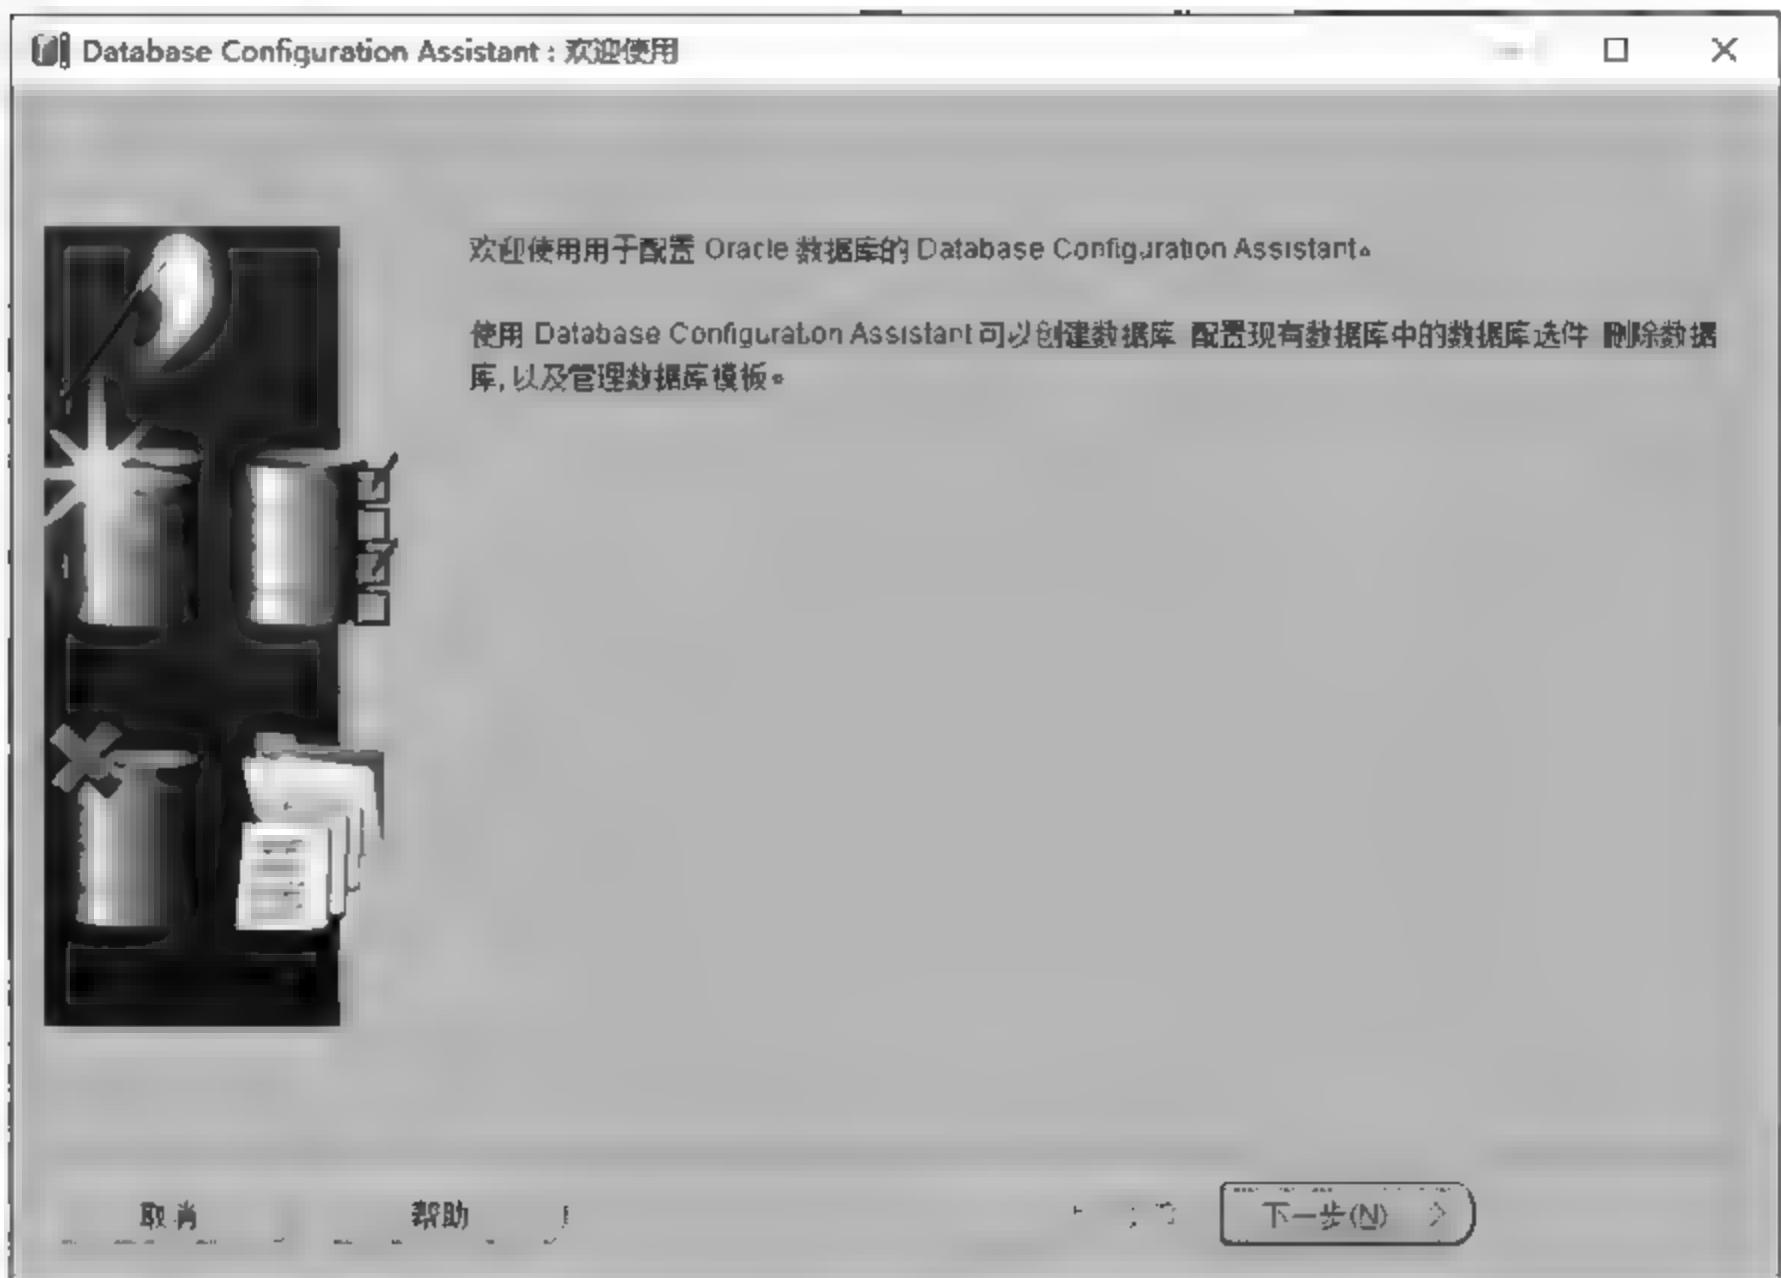 Database Configuration Assistant : 欢迎使用
欢迎使用用于配置 Oracle 数据库的 Database Configuration Assistant。
使用 Database Configuration Assistant 可以创建数据库 配置现有数据库中的数据库选件 删除数据
库, 以及管理数据库模板。
取消 帮助 下一步(N)